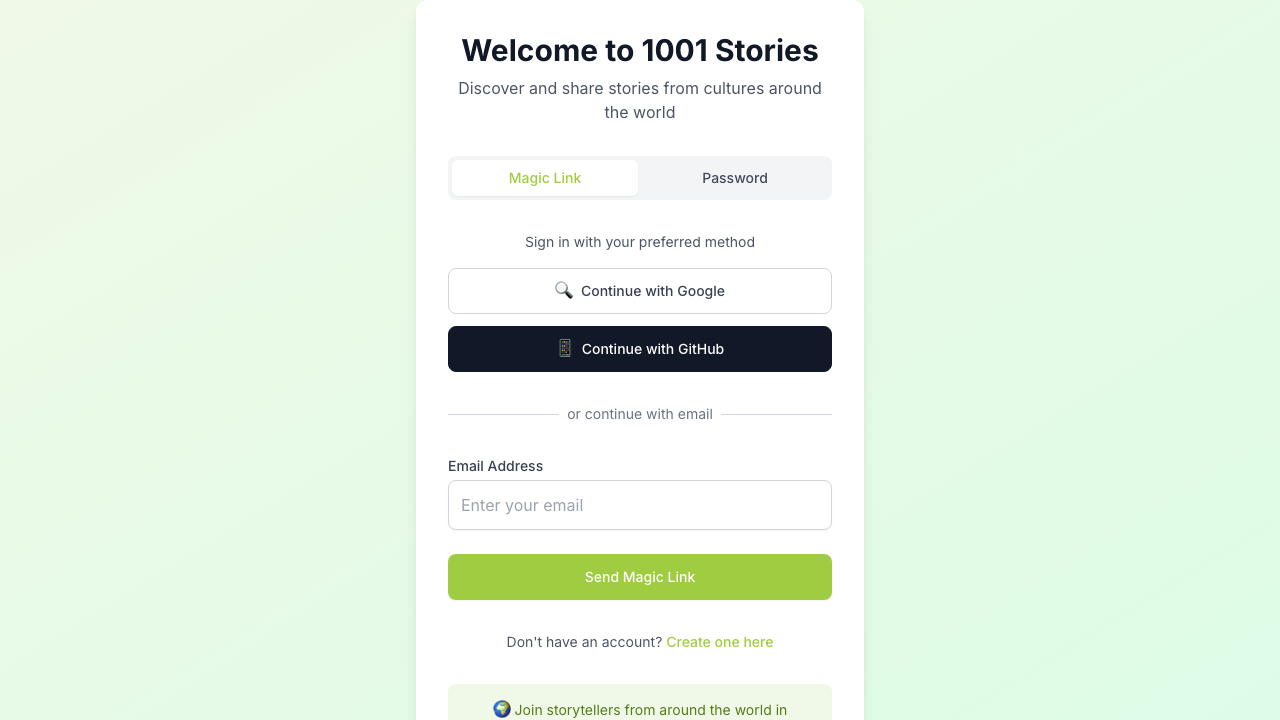 Welcome to 1001 Stories
Discover and share stories from cultures around
the world
Magic Link
Password
Sign in with your preferred method
Continue with Google
Continue with GitHub
or continue with email
Email Address
Enter your email
Send Magic Link
Don't have an account? Create one here
Join storytellers from around the world in